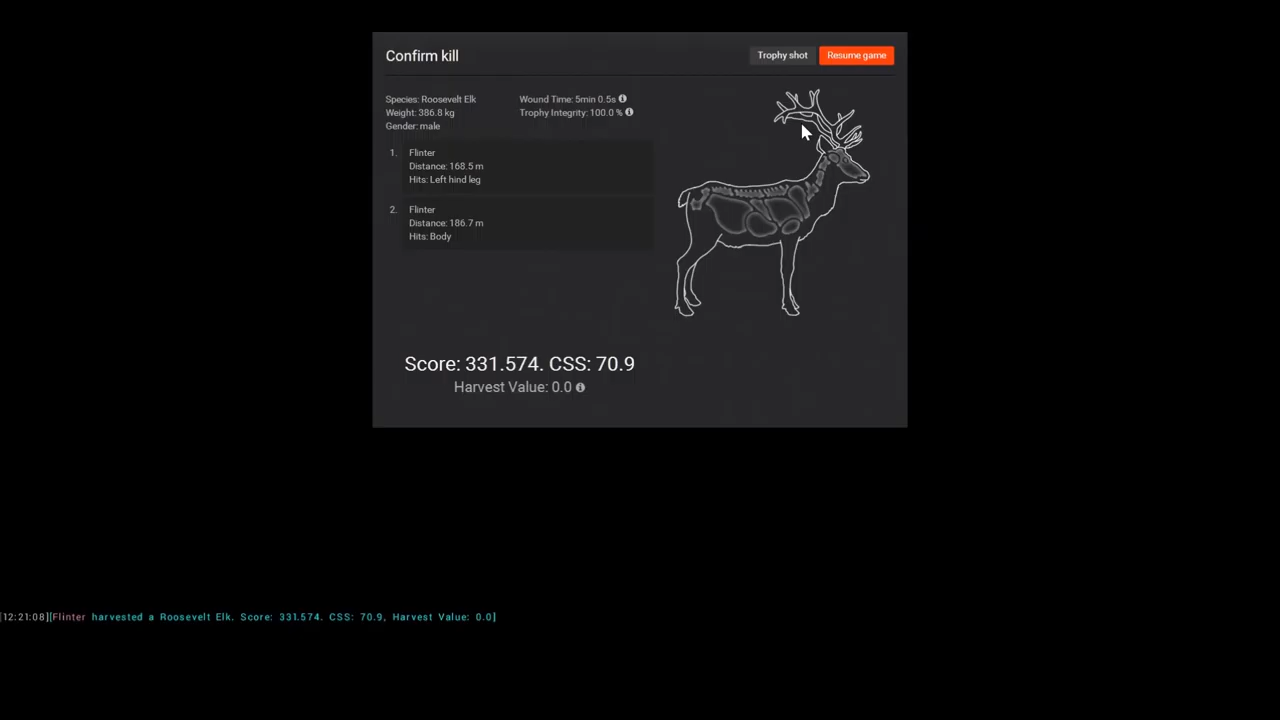 Confirm kill
Trophy shot
Resume game
Species: Roosevelt Elk
Weight: 386.8 kg
Gender: male
Wound Time: 5min 0.5s
Trophy Integrity: 100.0 %
1. Flinter
Distance: 168.5 m
Hits: Left hind leg
2. Flinter
Distance: 186.7 m
Hits: Body
Score: 331.574. CSS: 70.9
Harvest Value: 0.0
[12:21:08][Flinter harvested a Roosevelt Elk. Score: 331.574. CSS: 70.9, Harvest Value: 0.0]